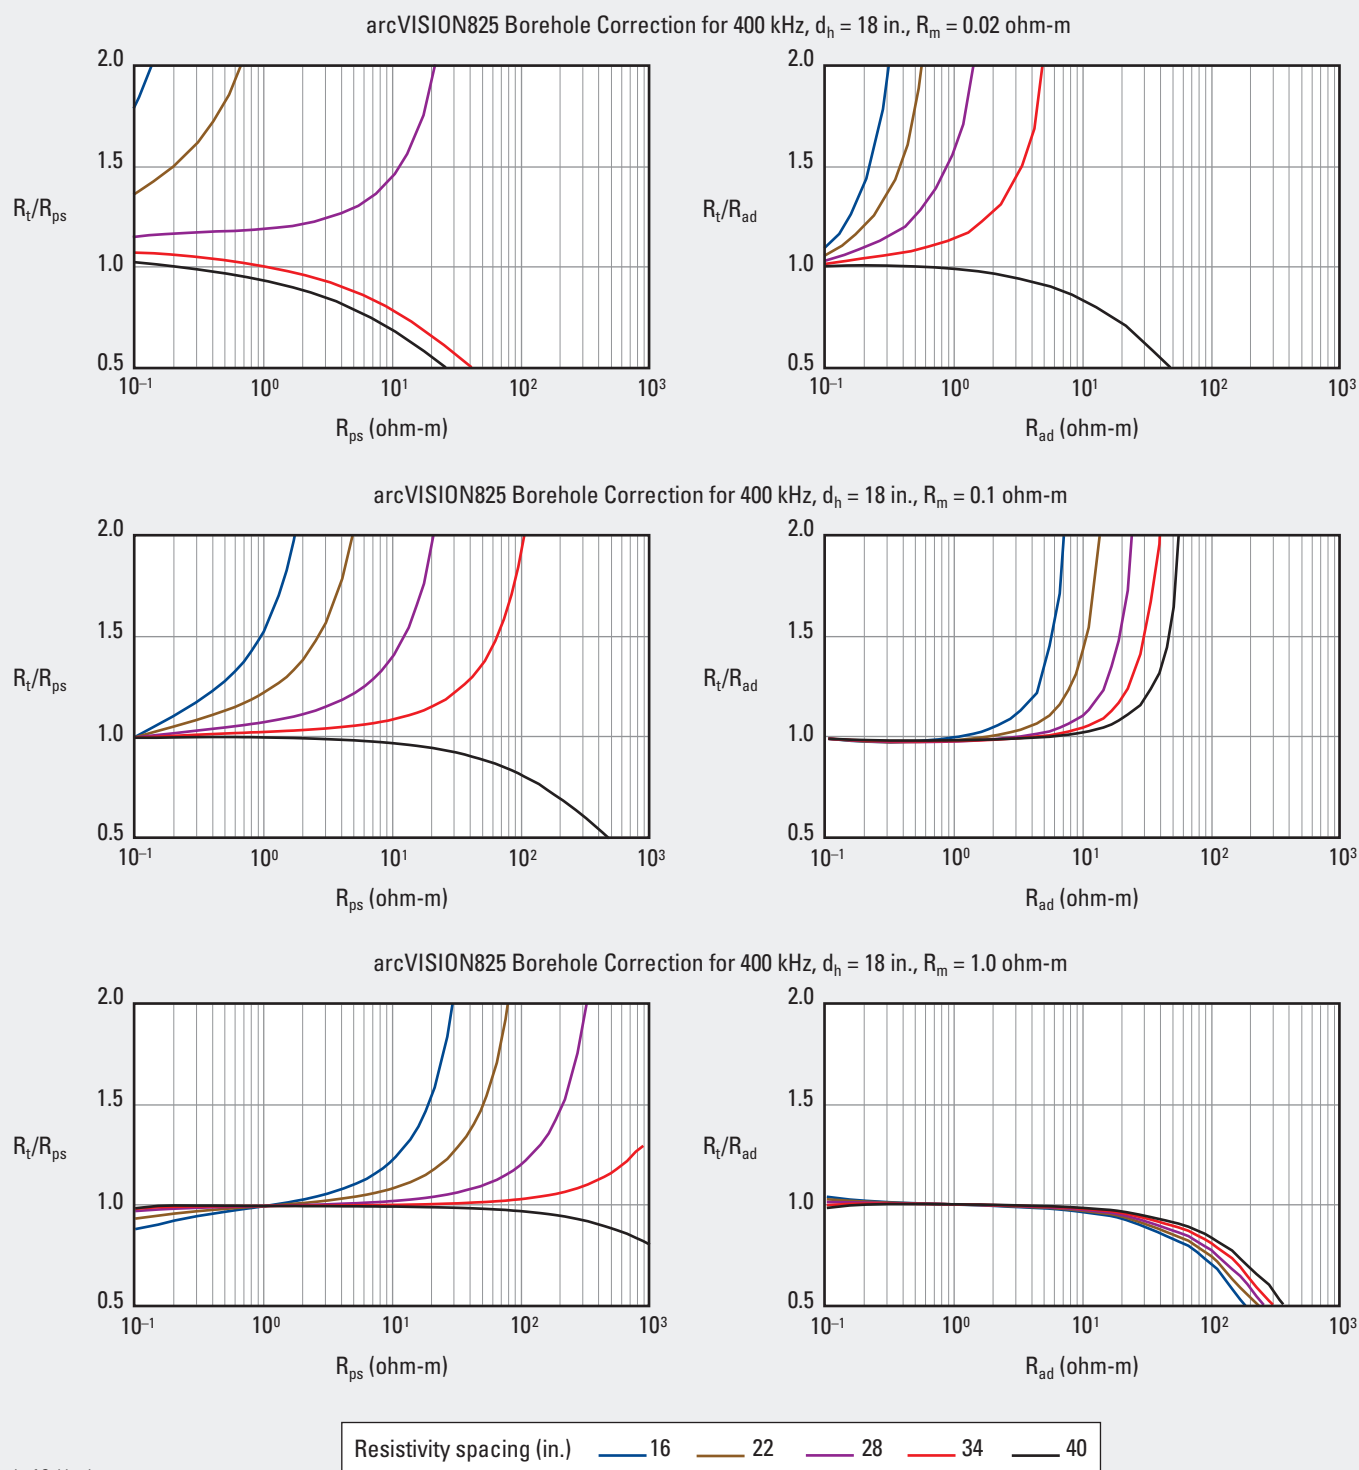 arcVISION825 Borehole Correction for 400 kHz, dₕ = 18 in., Rₘ = 0.02 ohm-m
2.0 1.5 1.0 0.5
Rₜ/Rₚₛ
10⁻¹ 10⁰ 10¹ 10² 10³
Rₚₛ (ohm-m)
2.0 1.5 1.0 0.5
Rₜ/R_ad
10⁻¹ 10⁰ 10¹ 10² 10³
R_ad (ohm-m)
arcVISION825 Borehole Correction for 400 kHz, dₕ = 18 in., Rₘ = 0.1 ohm-m
2.0 1.5 1.0 0.5
Rₜ/Rₚₛ
10⁻¹ 10⁰ 10¹ 10² 10³
Rₚₛ (ohm-m)
2.0 1.5 1.0 0.5
Rₜ/R_ad
10⁻¹ 10⁰ 10¹ 10² 10³
R_ad (ohm-m)
arcVISION825 Borehole Correction for 400 kHz, dₕ = 18 in., Rₘ = 1.0 ohm-m
2.0 1.5 1.0 0.5
Rₜ/Rₚₛ
10⁻¹ 10⁰ 10¹ 10² 10³
Rₚₛ (ohm-m)
2.0 1.5 1.0 0.5
Rₜ/R_ad
10⁻¹ 10⁰ 10¹ 10² 10³
R_ad (ohm-m)
Resistivity spacing (in.) 16 22 28 34 40